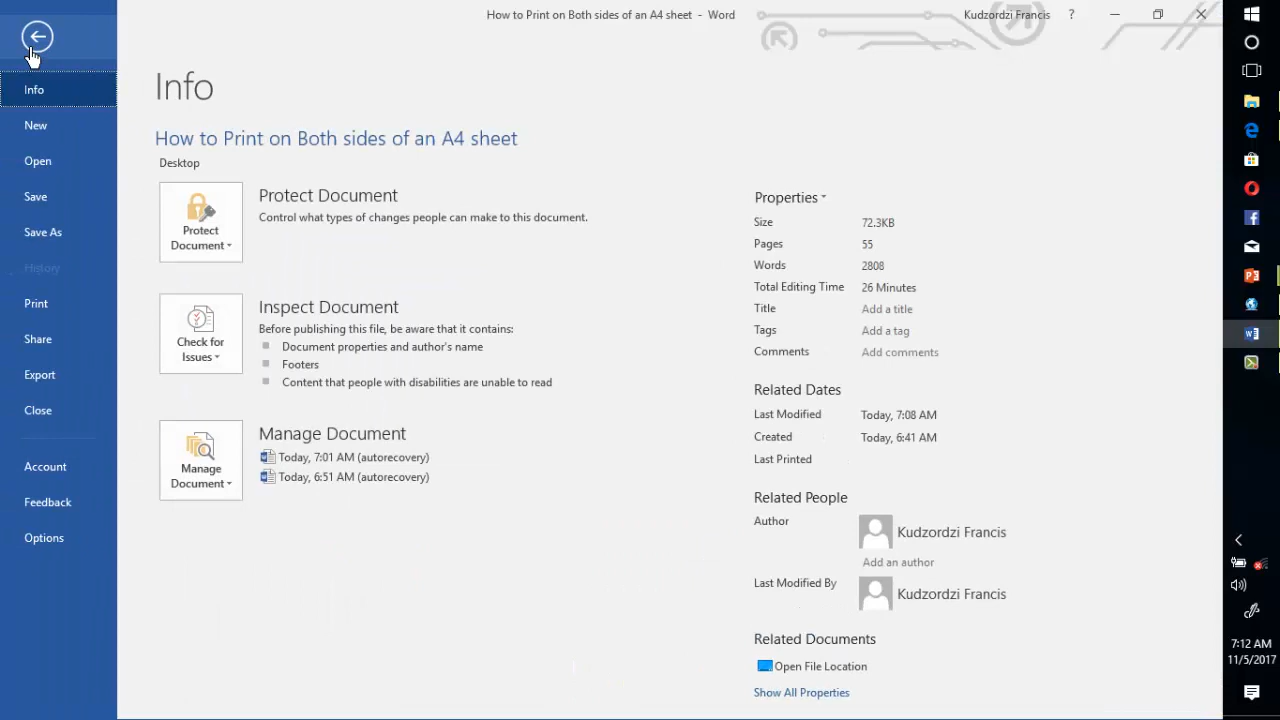 How to Print on Both sides of an A4 sheet - Word
Kudzordzi Francis
?
Info
New
Open
Save
Save As
History
Print
Share
Export
Close
Account
Feedback
Options
Info
How to Print on Both sides of an A4 sheet
Desktop
Protect
Document
Protect Document
Control what types of changes people can make to this document.
Check for
Issues
Inspect Document
Before publishing this file, be aware that it contains:
Document properties and author's name
Footers
Content that people with disabilities are unable to read
Manage
Document
Manage Document
Today, 7:01 AM (autorecovery)
Today, 6:51 AM (autorecovery)
Properties
Size 72.3KB
Pages 55
Words 2808
Total Editing Time 26 Minutes
Title Add a title
Tags Add a tag
Comments Add comments
Related Dates
Last Modified Today, 7:08 AM
Created Today, 6:41 AM
Last Printed
Related People
Author Kudzordzi Francis
Add an author
Last Modified By Kudzordzi Francis
Related Documents
Open File Location
Show All Properties
7:12 AM
11/5/2017